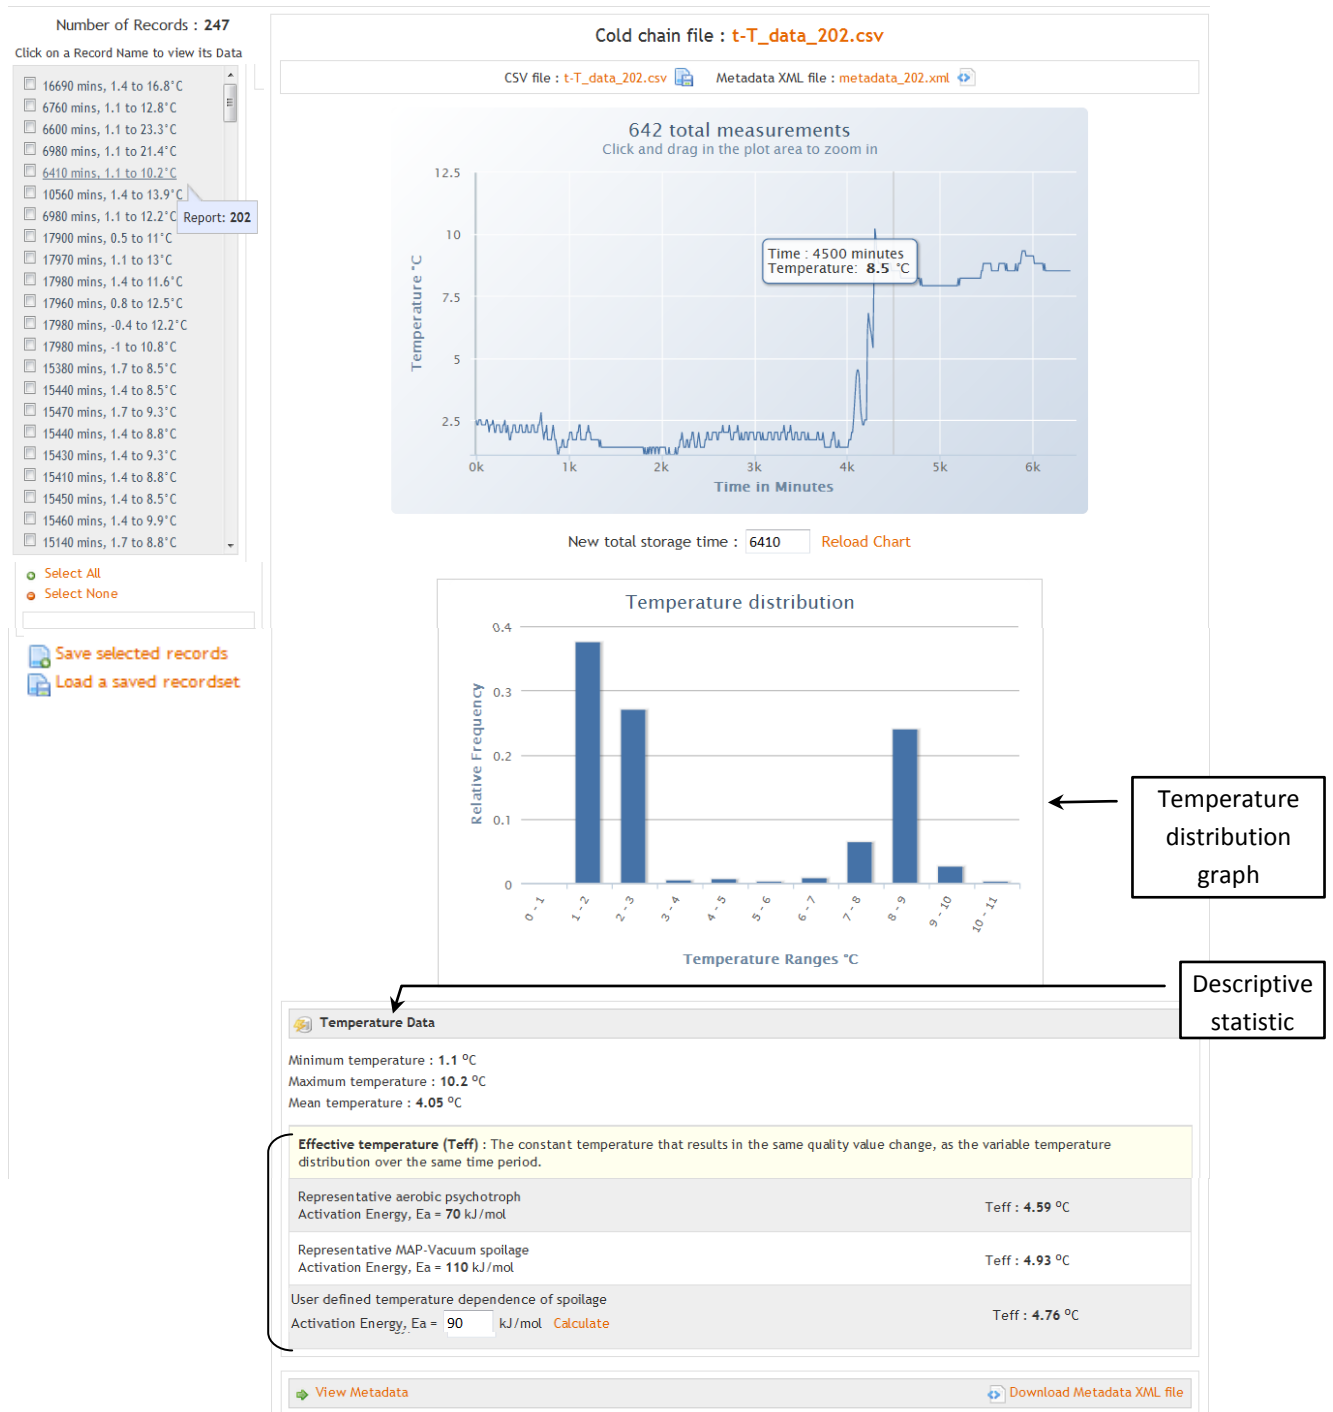 Number of Records : 247
Click on a Record Name to view its Data
16690 mins, 1.4 to 16.8°C
6760 mins, 1.1 to 12.8°C
6600 mins, 1.1 to 23.3°C
6980 mins, 1.1 to 21.4°C
6410 mins, 1.1 to 10.2°C
10560 mins, 1.4 to 13.9°C
6980 mins, 1.1 to 12.2°C
Report: 202
17900 mins, 0.5 to 11°C
17970 mins, 1.1 to 13°C
17980 mins, 1.4 to 11.6°C
17960 mins, 0.8 to 12.5°C
17980 mins, -0.4 to 12.2°C
17980 mins, -1 to 10.8°C
15380 mins, 1.7 to 8.5°C
15440 mins, 1.4 to 8.5°C
15470 mins, 1.7 to 9.3°C
15440 mins, 1.4 to 8.8°C
15430 mins, 1.4 to 9.3°C
15410 mins, 1.4 to 8.8°C
15450 mins, 1.4 to 8.5°C
15460 mins, 1.4 to 9.9°C
15140 mins, 1.7 to 8.8°C
Select All
Select None
Save selected records
Load a saved recordset
Cold chain file : t-T_data_202.csv
CSV file : t-T_data_202.csv Metadata XML file : metadata_202.xml
642 total measurements
Click and drag in the plot area to zoom in
Temperature °C
12.5
10
7.5
5
2.5
Time : 4500 minutes
Temperature: 8.5 °C
0k 1k 2k 3k 4k 5k 6k
Time in Minutes
New total storage time : 6410 Reload Chart
Temperature distribution
Relative Frequency
0.4
0.3
0.2
0.1
0
0 - 1 1 - 2 2 - 3 3 - 4 4 - 5 5 - 6 6 - 7 7 - 8 8 - 9 9 - 10 10 - 11
Temperature Ranges °C
Temperature
distribution
graph
Descriptive
statistic
Temperature Data
Minimum temperature : 1.1 °C
Maximum temperature : 10.2 °C
Mean temperature : 4.05 °C
Effective temperature (Teff) : The constant temperature that results in the same quality value change, as the variable temperature
distribution over the same time period.
Representative aerobic psychotroph
Activation Energy, Ea = 70 kJ/mol
Teff : 4.59 °C
Representative MAP-Vacuum spoilage
Activation Energy, Ea = 110 kJ/mol
Teff : 4.93 °C
User defined temperature dependence of spoilage
Activation Energy, Ea = 90 kJ/mol Calculate
Teff : 4.76 °C
View Metadata
Download Metadata XML file